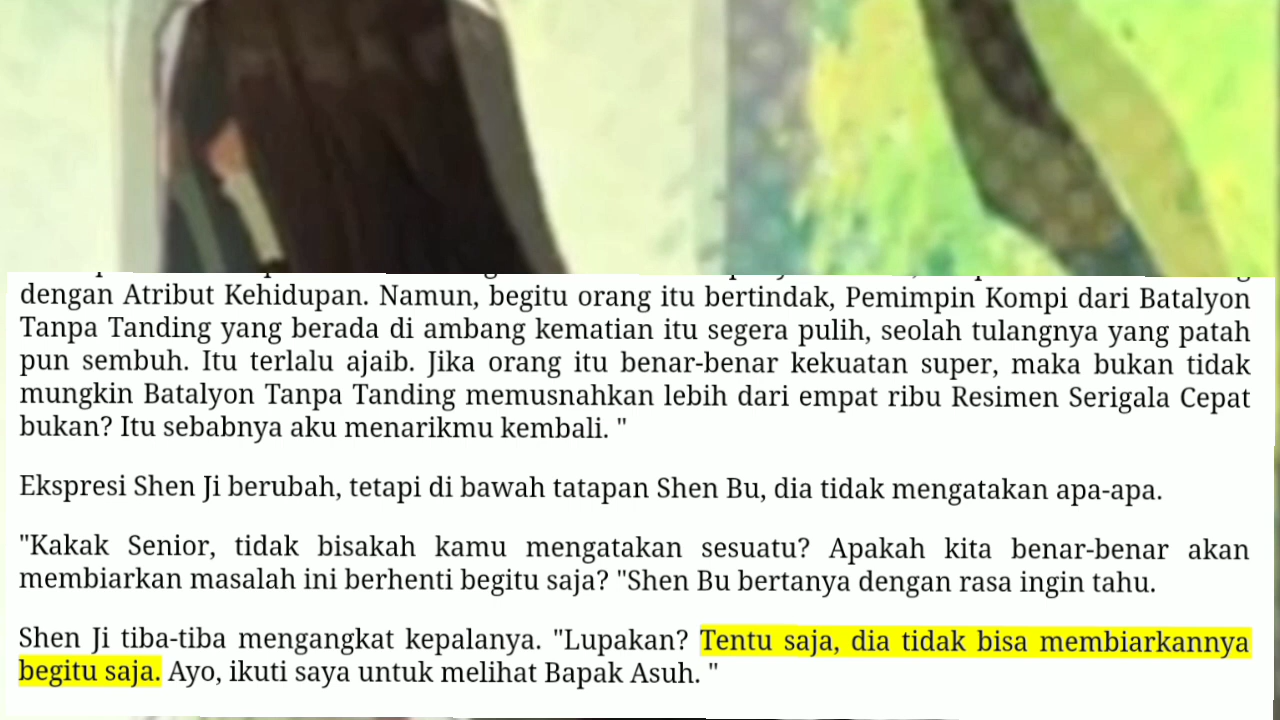 dengan Atribut Kehidupan. Namun, begitu orang itu bertindak, Pemimpin Kompi dari Batalyon
Tanpa Tanding yang berada di ambang kematian itu segera pulih, seolah tulangnya yang patah
pun sembuh. Itu terlalu ajaib. Jika orang itu benar-benar kekuatan super, maka bukan tidak
mungkin Batalyon Tanpa Tanding memusnahkan lebih dari empat ribu Resimen Serigala Cepat
bukan? Itu sebabnya aku menarikmu kembali. "
Ekspresi Shen Ji berubah, tetapi di bawah tatapan Shen Bu, dia tidak mengatakan apa-apa.
"Kakak Senior, tidak bisakah kamu mengatakan sesuatu? Apakah kita benar-benar akan
membiarkan masalah ini berhenti begitu saja? "Shen Bu bertanya dengan rasa ingin tahu.
Shen Ji tiba-tiba mengangkat kepalanya. "Lupakan? Tentu saja, dia tidak bisa membiarkannya
begitu saja. Ayo, ikuti saya untuk melihat Bapak Asuh. "